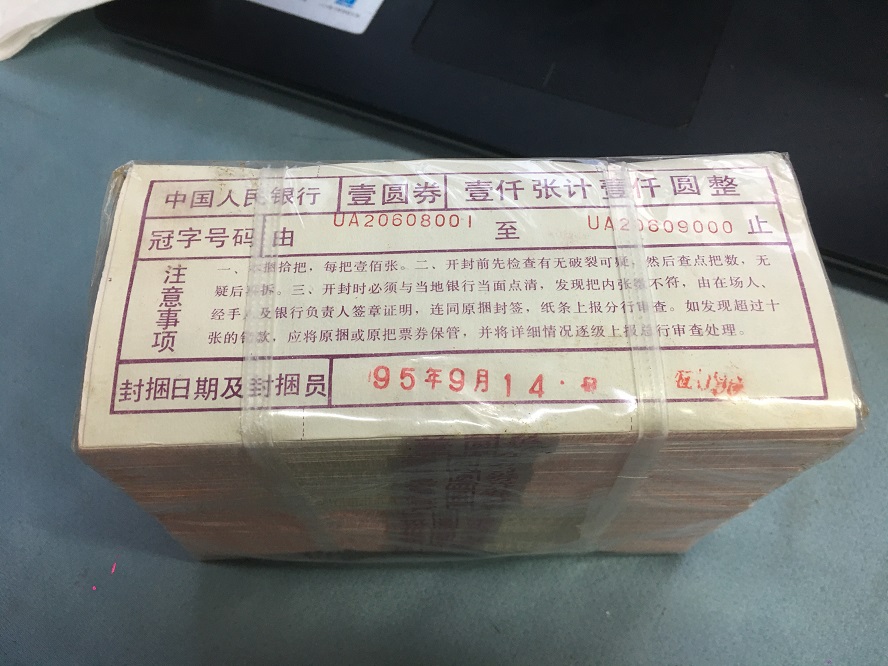 中国人民银行 壹圆券 壹仟张计壹仟圆整
冠字号码 由 UA20608001 至 UA20609000 止
注意事项
一、本捆拾把，每把壹佰张。二、开封前先检查有无破裂可疑，然后查点把数，无
疑后再拆。三、开封时必须与当地银行当面点清，发现把内张数不符，由在场人、
经手人及银行负责人签章证明，连同原捆封签，纸条上报分行审查。如发现超过十
张的错款，应将原捆或原把票券保管，并将详细情况逐级上报总行审查处理。
封捆日期及封捆员 95年9月14·